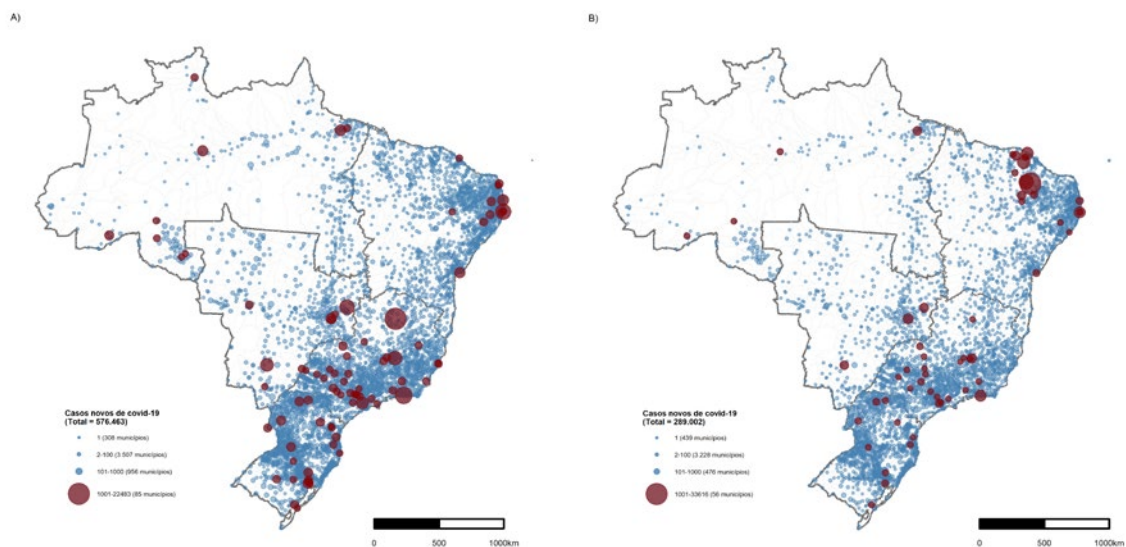 A)
B)
Casos novos de covid-19
(Total = 576.463)
1 (308 municípios)
2-100 (3.507 municípios)
101-1000 (956 municípios)
1001-22463 (85 municípios)
0 500 1000km
Casos novos de covid-19
(Total = 289.002)
1 (439 municípios)
2-100 (3.228 municípios)
101-1000 (476 municípios)
1001-33616 (56 municípios)
0 500 1000km